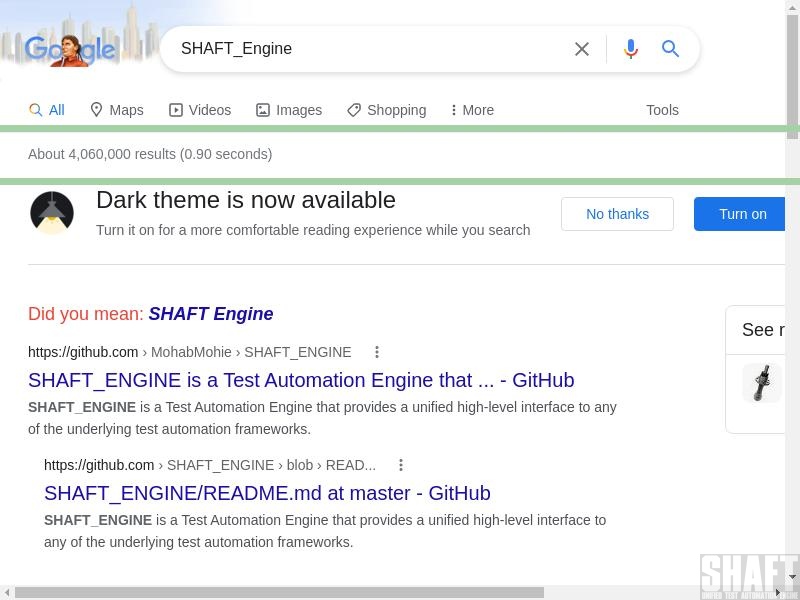 Google
SHAFT_Engine
All Maps Videos Images Shopping More Tools
About 4,060,000 results (0.90 seconds)
Dark theme is now available
Turn it on for a more comfortable reading experience while you search
No thanks
Turn on
Did you mean: SHAFT Engine
See r
https://github.com › MohabMohie › SHAFT_ENGINE
SHAFT_ENGINE is a Test Automation Engine that ... - GitHub
SHAFT_ENGINE is a Test Automation Engine that provides a unified high-level interface to any
of the underlying test automation frameworks.
https://github.com › SHAFT_ENGINE › blob › READ...
SHAFT_ENGINE/README.md at master - GitHub
SHAFT_ENGINE is a Test Automation Engine that provides a unified high-level interface to
any of the underlying test automation frameworks.
SHAFT
UNIFIED TEST AUTOMATION ENGINE